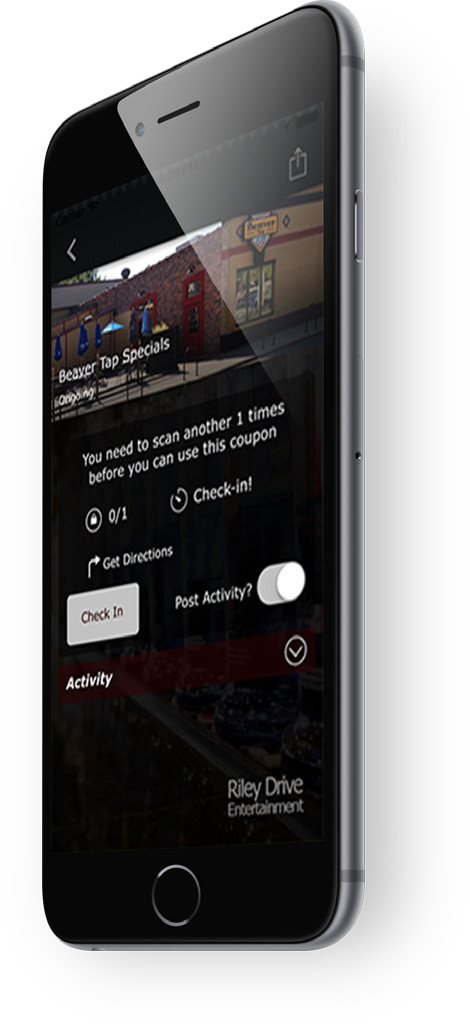 Beaver
Beaver Tap Specials
Ongoing
You need to scan another 1 times
before you can use this coupon
0/1
Check-in!
Get Directions
Check In
Post Activity?
Activity
Riley Drive
Entertainment